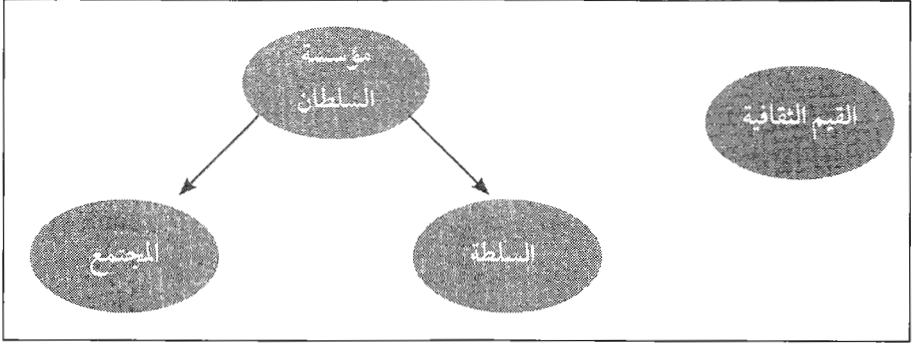 مؤسسة
السلطان
القيم الثقافية
السلطة
المجتمع